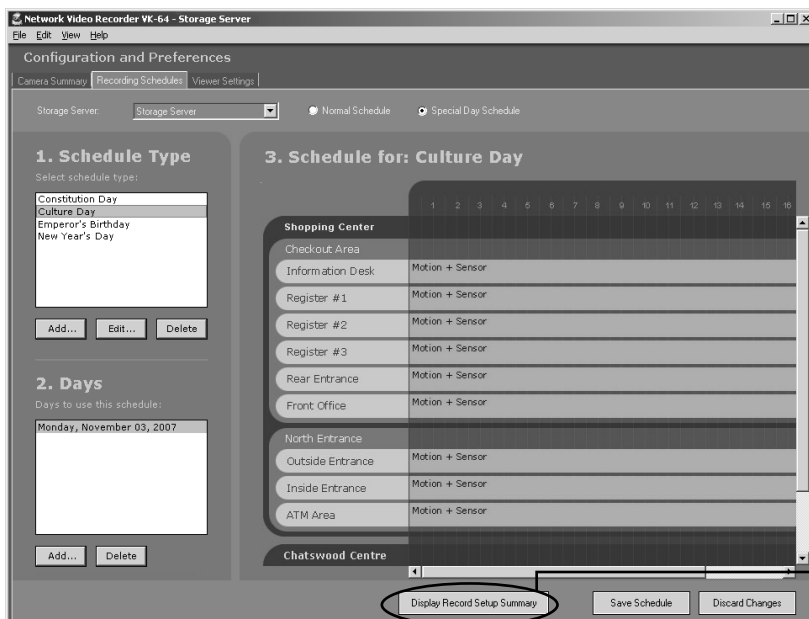 Network Video Recorder VK-64 - Storage Server
File Edit View Help
Configuration and Preferences
Camera Summary Recording Schedules Viewer Settings
Storage Server: Storage Server Normal Schedule Special Day Schedule
1. Schedule Type
Select schedule type:
Constitution Day
Culture Day
Emperor's Birthday
New Year's Day
Add... Edit... Delete
2. Days
Days to use this schedule:
Monday, November 03, 2007
Add... Delete
3. Schedule for: Culture Day
1 2 3 4 5 6 7 8 9 10 11 12 13 14 15 16
Shopping Center
Checkout Area
Information Desk Motion + Sensor
Register #1 Motion + Sensor
Register #2 Motion + Sensor
Register #3 Motion + Sensor
Rear Entrance Motion + Sensor
Front Office Motion + Sensor
North Entrance
Outside Entrance Motion + Sensor
Inside Entrance Motion + Sensor
ATM Area Motion + Sensor
Chatswood Centre
Display Record Setup Summary Save Schedule Discard Changes